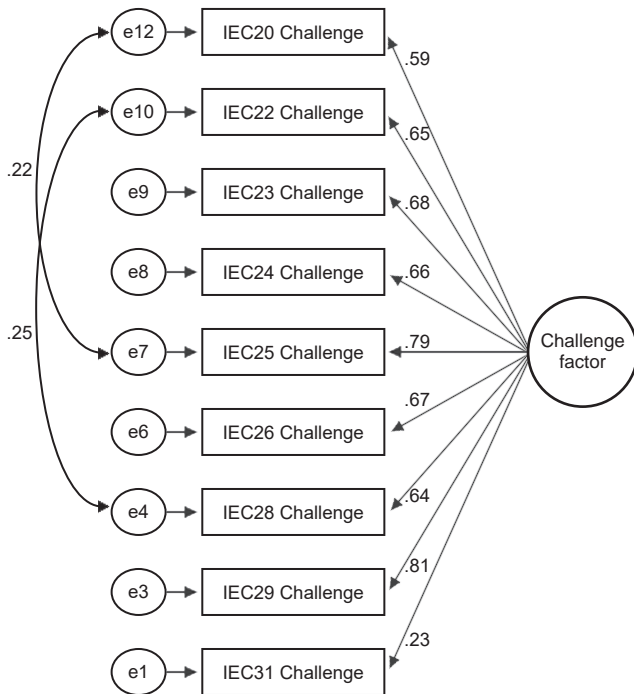 e12
IEC20 Challenge
.59
e10
IEC22 Challenge
.65
.22
e9
IEC23 Challenge
.68
e8
IEC24 Challenge
.66
.25
e7
IEC25 Challenge
.79
Challenge
factor
e6
IEC26 Challenge
.67
e4
IEC28 Challenge
.64
e3
IEC29 Challenge
.81
e1
IEC31 Challenge
.23